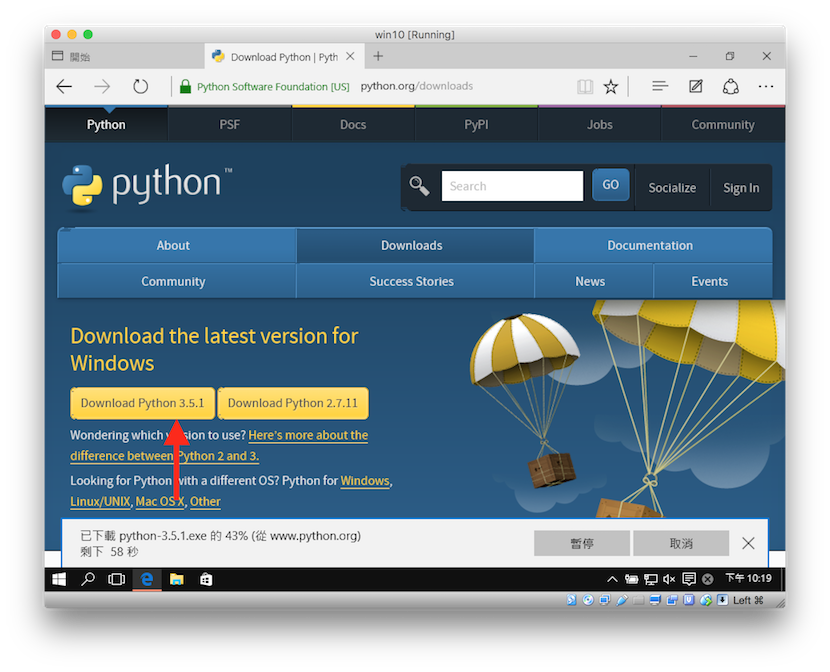 win10 [Running]
開始
Download Python | Pyth
Python Software Foundation [US] python.org/downloads
Python PSF Docs PyPI Jobs Community
python™
Search GO Socialize Sign In
About Downloads Documentation
Community Success Stories News Events
Download the latest version for
Windows
Download Python 3.5.1 Download Python 2.7.11
Wondering which version to use? Here's more about the
difference between Python 2 and 3.
Looking for Python with a different OS? Python for Windows,
Linux/UNIX, Mac OS X, Other
已下載 python-3.5.1.exe 的 43% (從 www.python.org)
剩下 58 秒
暫停 取消
下午 10:19
Left ⌘